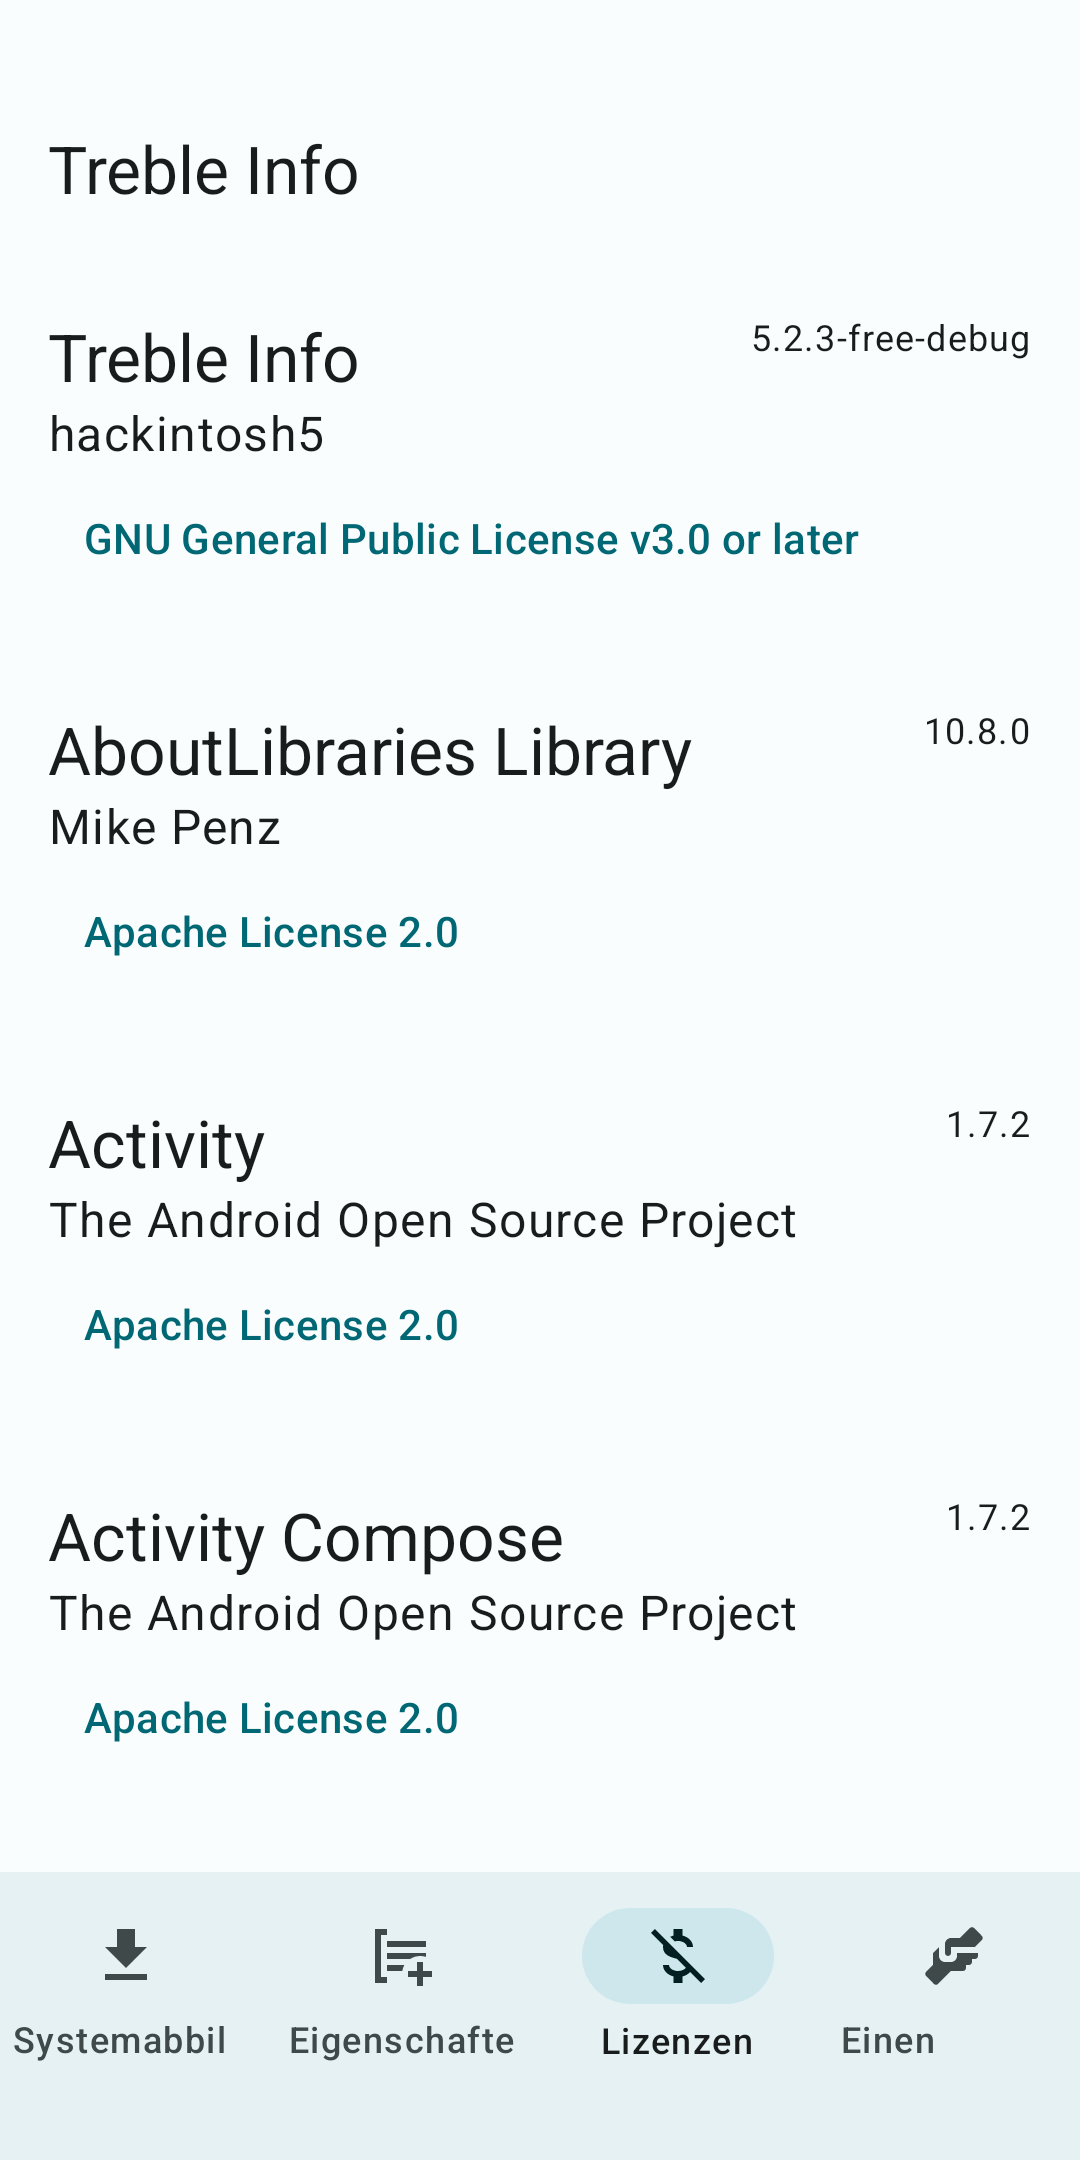 Treble Info
Treble Info
5.2.3-free-debug
hackintosh5
GNU General Public License v3.0 or later
AboutLibraries Library
10.8.0
Mike Penz
Apache License 2.0
Activity
1.7.2
The Android Open Source Project
Apache License 2.0
Activity Compose
1.7.2
The Android Open Source Project
Apache License 2.0
Systemabbil
Eigenschafte
Lizenzen
Einen